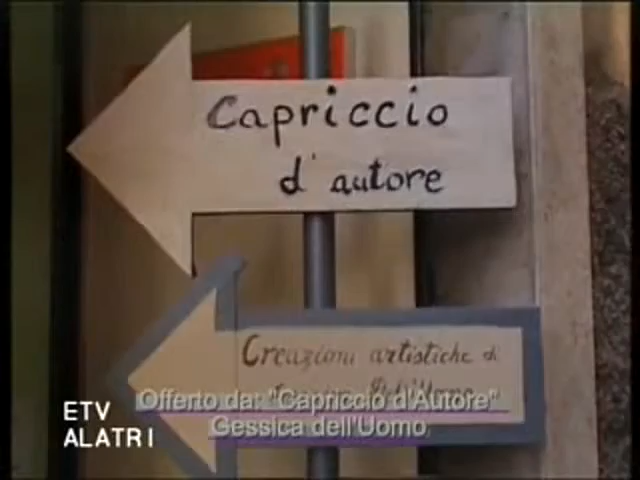 Capriccio
d'autore
Creazioni artistiche di
Offerto da: "Capriccio d'Autore"
Gessica dell'Uomo
ETV
ALATRI